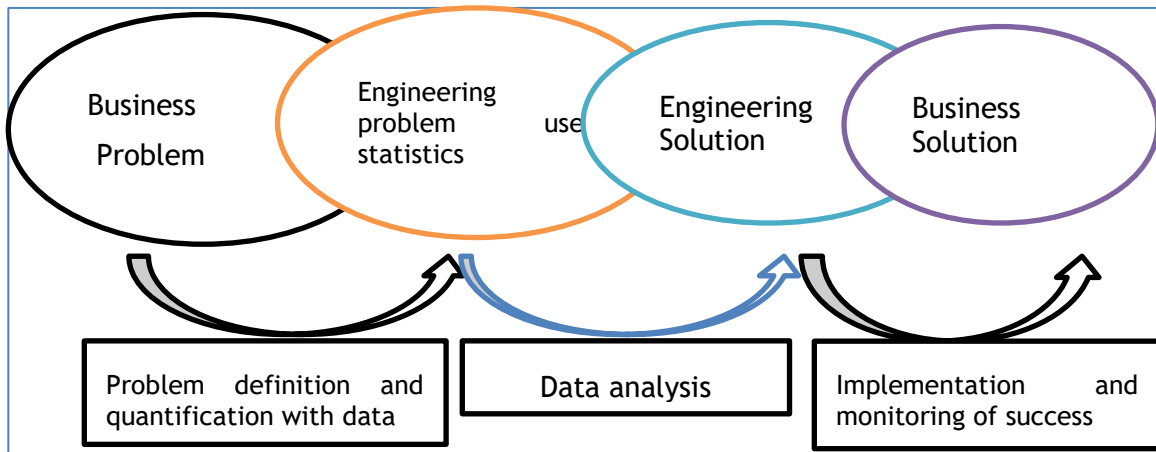 Business
Problem
Engineering
problem use
statistics
Engineering
Solution
Business
Solution
Problem definition and
quantification with data
Data analysis
Implementation and
monitoring of success